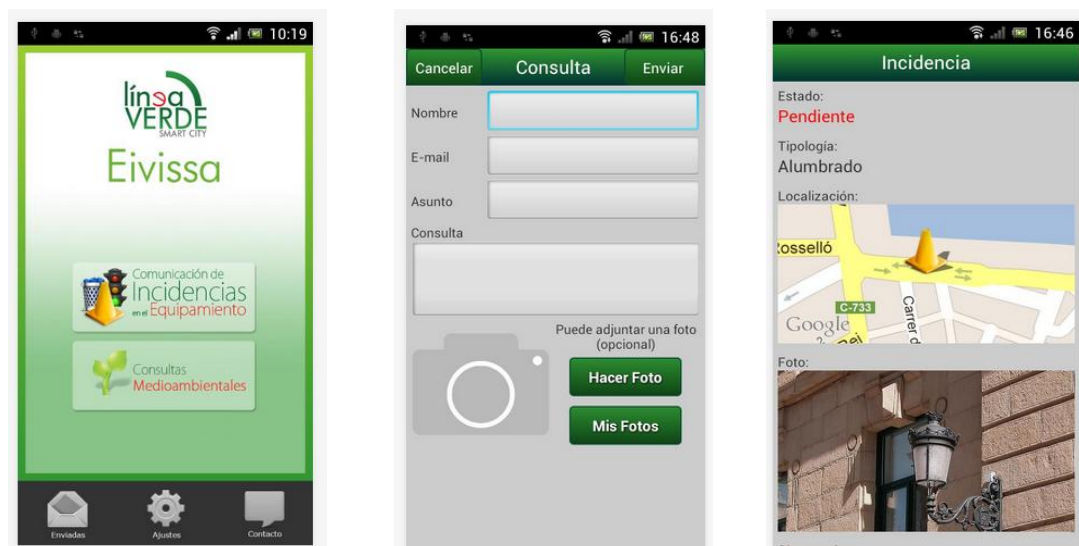 10:19
línea
VERDE
SMART CITY
Eivissa
Comunicación de
Incidencias
en el Equipamiento
Consultas
Medioambientales
Enviadas
Ajustes
Contacto
16:48
Cancelar
Consulta
Enviar
Nombre
E-mail
Asunto
Consulta
Puede adjuntar una foto
(opcional)
Hacer Foto
Mis Fotos
16:46
Incidencia
Estado:
Pendiente
Tipología:
Alumbrado
Localización:
Rosselló
C-733
Google
Carrer d
Foto: